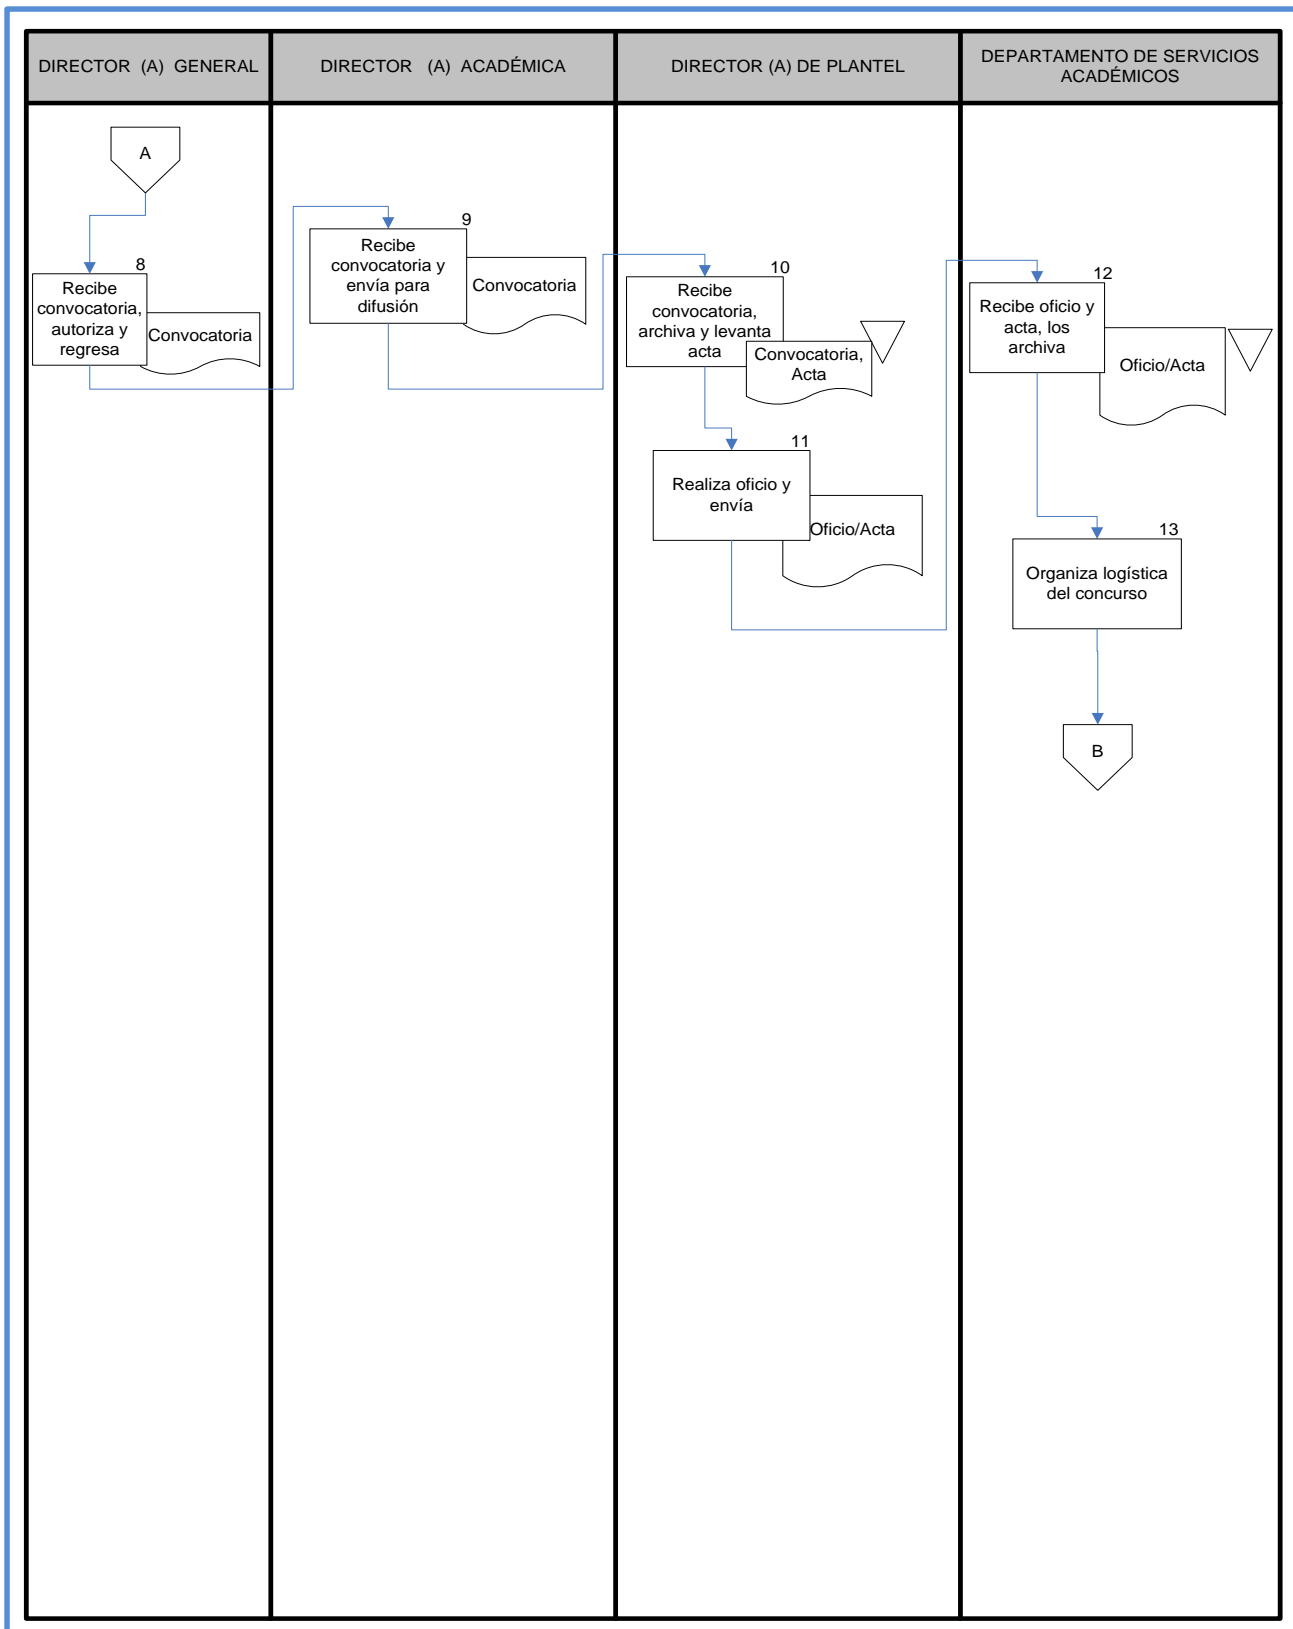 DIRECTOR (A) GENERAL
DIRECTOR (A) ACADÉMICA
DIRECTOR (A) DE PLANTEL
DEPARTAMENTO DE SERVICIOS
ACADÉMICOS
A
8
Recibe
convocatoria,
autoriza y
regresa
Convocatoria
9
Recibe
convocatoria y
envía para
difusión
Convocatoria
10
Recibe
convocatoria,
archiva y levanta
acta
Convocatoria,
Acta
11
Realiza oficio y
envía
Oficio/Acta
12
Recibe oficio y
acta, los
archiva
Oficio/Acta
13
Organiza logística
del concurso
B